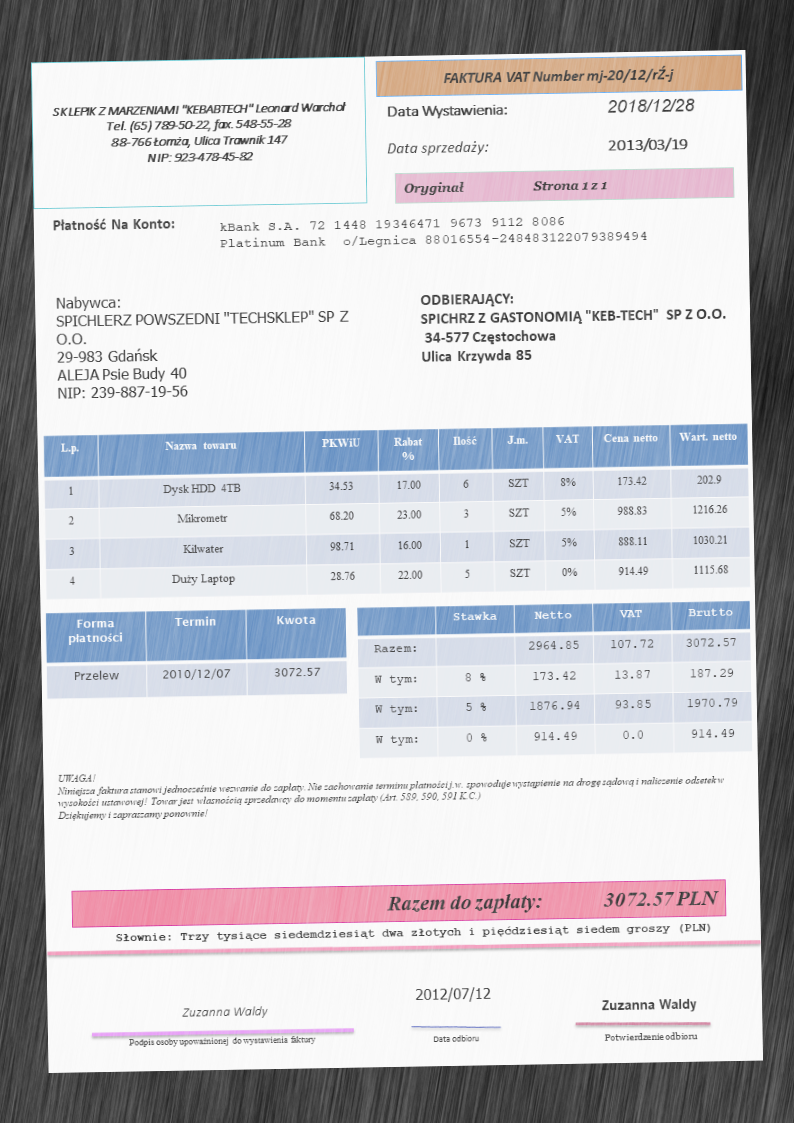 SKLEPIK Z MARZENIAMI "KEBABTECH" Leonard Warchoł
Tel. (65) 789-50-22, fax. 548-55-28
88-766 Łomża, Ulica Trawnik 147
NIP: 923-478-45-82
FAKTURA VAT Number mj-20/12/rŹ-j
Data Wystawienia: 2018/12/28
Data sprzedaży: 2013/03/19
Oryginał Strona 1 z 1
Płatność Na Konto:
kBank S.A. 72 1448 19346471 9673 9112 8086
Platinum Bank o/Legnica 88016554-248483122079389494
Nabywca:
SPICHLERZ POWSZEDNI "TECHSKLEP" SP Z
O.O.
29-983 Gdańsk
ALEJA Psie Budy 40
NIP: 239-887-19-56
ODBIERAJĄCY:
SPICHRZ Z GASTONOMIĄ "KEB-TECH" SP Z O.O.
34-577 Częstochowa
Ulica Krzywda 85
L.p. Nazwa towaru PKWiU Rabat % Ilość J.m. VAT Cena netto Wart. netto
1 Dysk HDD 4TB 34.53 17.00 6 SZT 8% 173.42 202.9
2 Mikrometr 68.20 23.00 3 SZT 5% 988.83 1216.26
3 Kilwater 98.71 16.00 1 SZT 5% 888.11 1030.21
4 Duży Laptop 28.76 22.00 5 SZT 0% 914.49 1115.68
Forma płatności Termin Kwota
Przelew 2010/12/07 3072.57
Stawka Netto VAT Brutto
Razem: 2964.85 107.72 3072.57
W tym: 8 % 173.42 13.87 187.29
W tym: 5 % 1876.94 93.85 1970.79
W tym: 0 % 914.49 0.0 914.49
UWAGA!
Niniejsza faktura stanowi jednocześnie wezwanie do zapłaty. Nie zachowanie terminu płatności j.w. spowoduje wystąpienie na drogę sądową i naliczenie odsetek w
wysokości ustawowej! Towar jest własnością sprzedawcy do momentu zapłaty (Art. 589, 590, 591 K.C.)
Dziękujemy i zapraszamy ponownie!
Razem do zapłaty: 3072.57 PLN
Słownie: Trzy tysiące siedemdziesiąt dwa złotych i pięćdziesiąt siedem groszy (PLN)
Zuzanna Waldy
Podpis osoby upoważnionej do wystawienia faktury
2012/07/12
Data odbioru
Zuzanna Waldy
Potwierdzenie odbioru